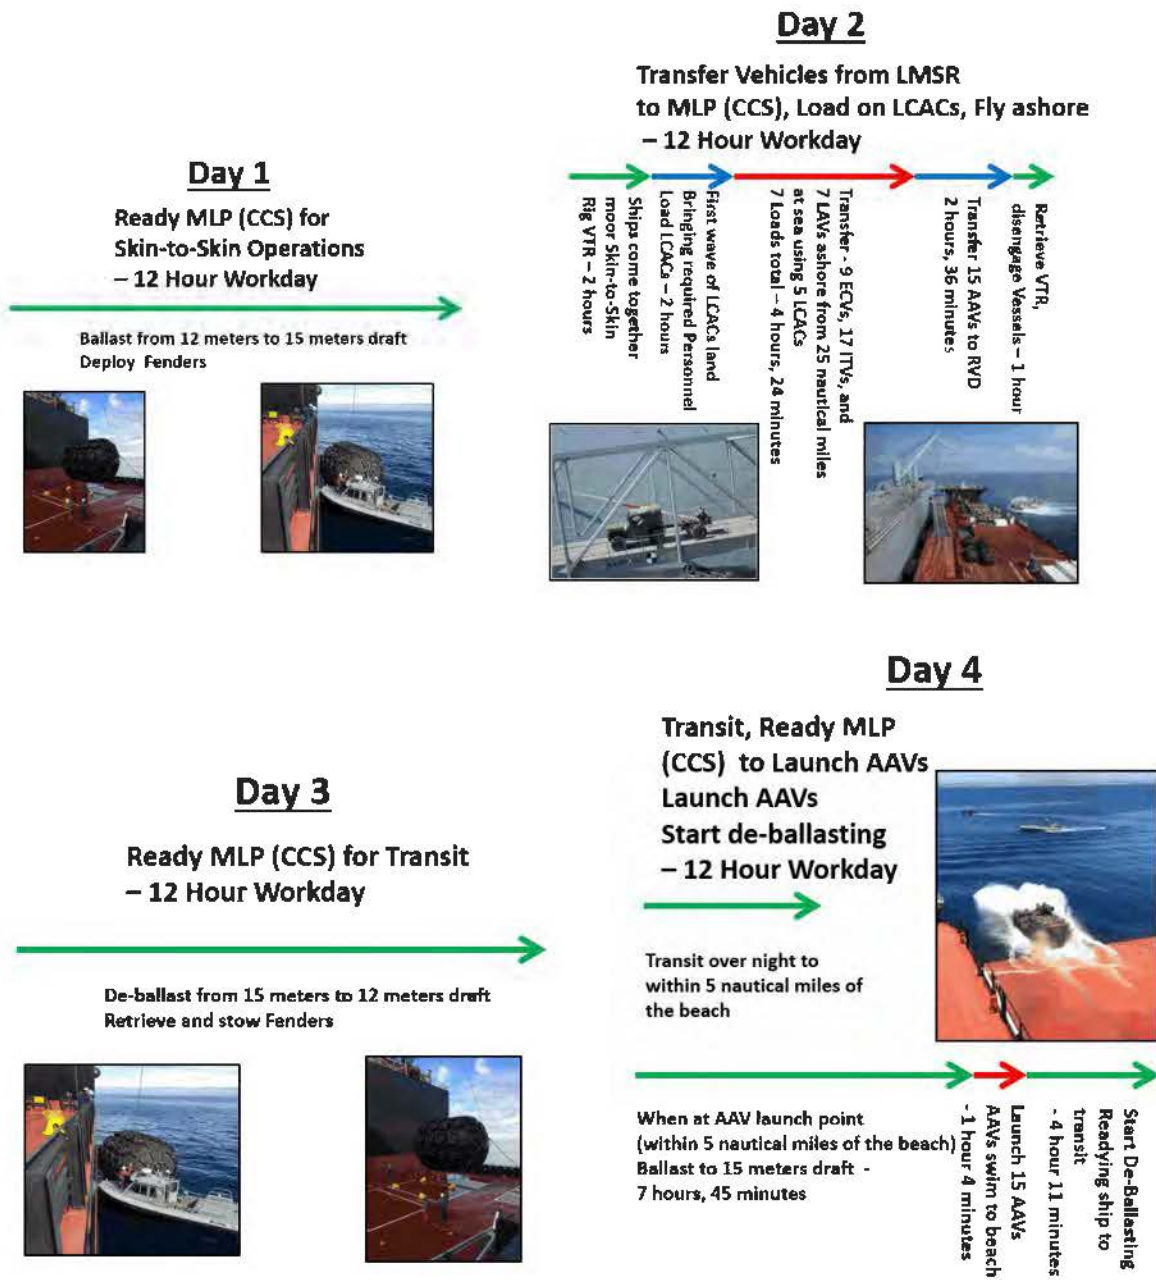 Day 1
Ready MLP (CCS) for
Skin-to-Skin Operations
– 12 Hour Workday
Ballast from 12 meters to 15 meters draft
Deploy Fenders
Day 2
Transfer Vehicles from LMSR
to MLP (CCS), Load on LCACs, Fly ashore
– 12 Hour Workday
Ships come together
moor Skin-to-Skin
Rig VTR – 2 hours
First wave of LCACs land
Bringing required Personnel
Load LCACs – 2 hours
Transfer - 9 ECVs, 17 ITVs, and
7 LAVs ashore from 25 nautical miles
at sea using 5 LCACs
7 Loads total – 4 hours, 24 minutes
Transfer 15 AAVs to RVD
2 hours, 36 minutes
Retrieve VTR,
disengage Vessels – 1 hour
Day 3
Ready MLP (CCS) for Transit
– 12 Hour Workday
De-ballast from 15 meters to 12 meters draft
Retrieve and stow Fenders
Day 4
Transit, Ready MLP
(CCS) to Launch AAVs
Launch AAVs
Start de-ballasting
– 12 Hour Workday
Transit over night to
within 5 nautical miles of
the beach
When at AAV launch point
(within 5 nautical miles of the beach)
Ballast to 15 meters draft -
7 hours, 45 minutes
Launch 15 AAVs
AAVs swim to beach
- 1 hour 4 minutes
Start De-Ballasting
Readying ship to
transit
- 4 hour 11 minutes